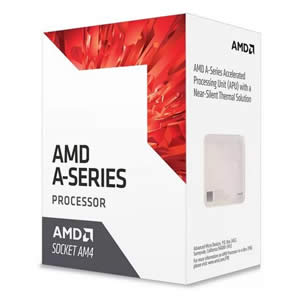 AMD
A-SERIES
PROCESSOR
AMD
SOCKET AM4
AMD
AMD A-Series Accelerated
Processing Unit (APU) with a
Near-Silent Thermal Solution